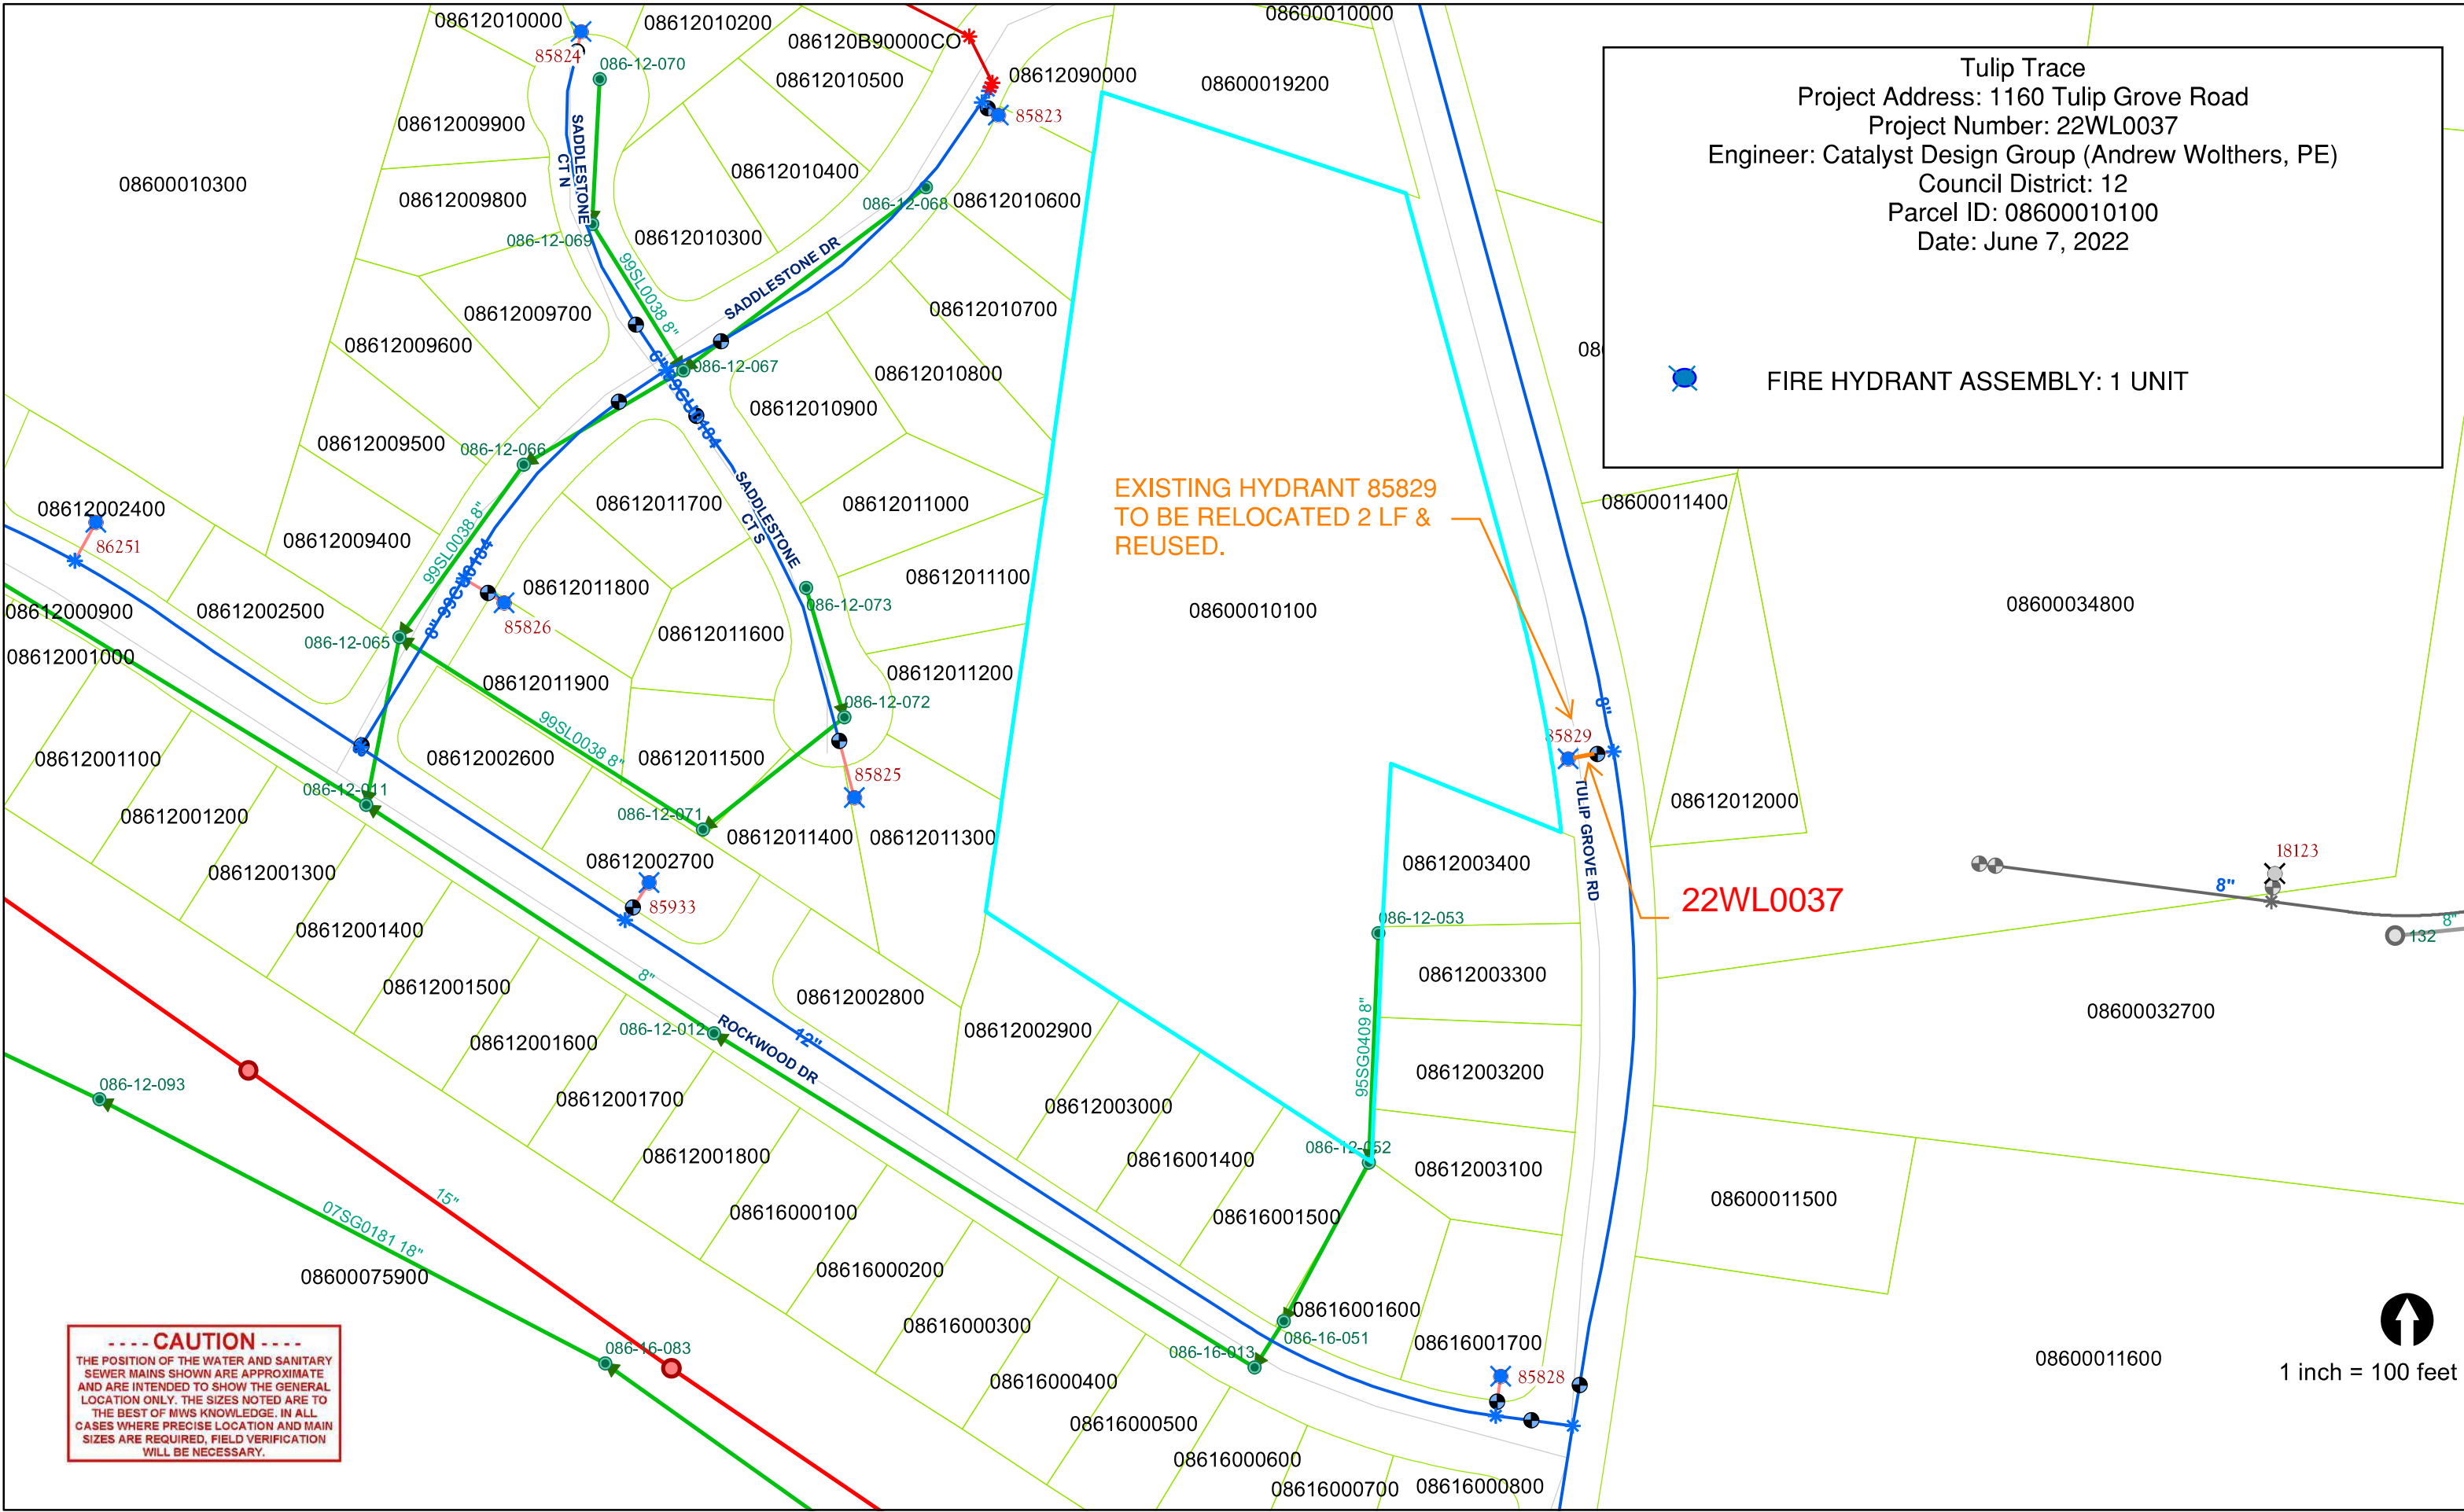 Tulip Trace
Project Address: 1160 Tulip Grove Road
Project Number: 22WL0037
Engineer: Catalyst Design Group (Andrew Wolthers, PE)
Council District: 12
Parcel ID: 08600010100
Date: June 7, 2022
FIRE HYDRANT ASSEMBLY: 1 UNIT
08612010000
08612010200
08600010000
85824
086120B90000CO
086-12-070
08612010500
08612090000
08600019200
85823
08612009900
SADDLESTONE
CT N
08612010400
08600010300
08612009800
086-12-068
08612010600
086-12-069
08612010300
SADDLESTONE DR
99SL0038 8"
08612009700
08612010700
08612009600
086-12-067
08612010800
08612010900
08612009500
086-12-066
EXISTING HYDRANT 85829
TO BE RELOCATED 2 LF &
REUSED.
08612011700
SADDLESTONE
CT S
08612011000
08600011400
08612002400
86251
08612009400
99SL0038 8"
8" 99CU0184
08612011100
08612011800
086-12-073
08612000900
08612002500
85826
08600010100
08600034800
08612011600
086-12-065
08612001000
08612011200
08612011900
086-12-072
8"
85829
99SL0038 8"
08612001100
08612002600
08612011500
85825
086-12-011
TULIP GROVE RD
08612012000
08612001200
086-12-071
08612011400
08612011300
08612002700
08612003400
18123
08612001300
8"
85933
22WL0037
086-12-053
8"
132
08612001400
8"
08612003300
08612001500
08612002800
95SG0409 8"
086-12-012
ROCKWOOD DR
12"
08612002900
08600032700
08612001600
08612003200
086-12-093
08612001700
08612003000
086-12-052
08612001800
08616001400
08612003100
15"
08600011500
08616000100
08616001500
07SG0181 18"
08616000200
08600075900
08616001600
08616000300
086-16-051
08616001700
086-16-083
086-16-013
08600011600
85828
1 inch = 100 feet
08616000400
08616000500
08616000600
08616000700
08616000800
- - - - CAUTION - - - -
THE POSITION OF THE WATER AND SANITARY
SEWER MAINS SHOWN ARE APPROXIMATE
AND ARE INTENDED TO SHOW THE GENERAL
LOCATION ONLY. THE SIZES NOTED ARE TO
THE BEST OF MWS KNOWLEDGE. IN ALL
CASES WHERE PRECISE LOCATION AND MAIN
SIZES ARE REQUIRED, FIELD VERIFICATION
WILL BE NECESSARY.